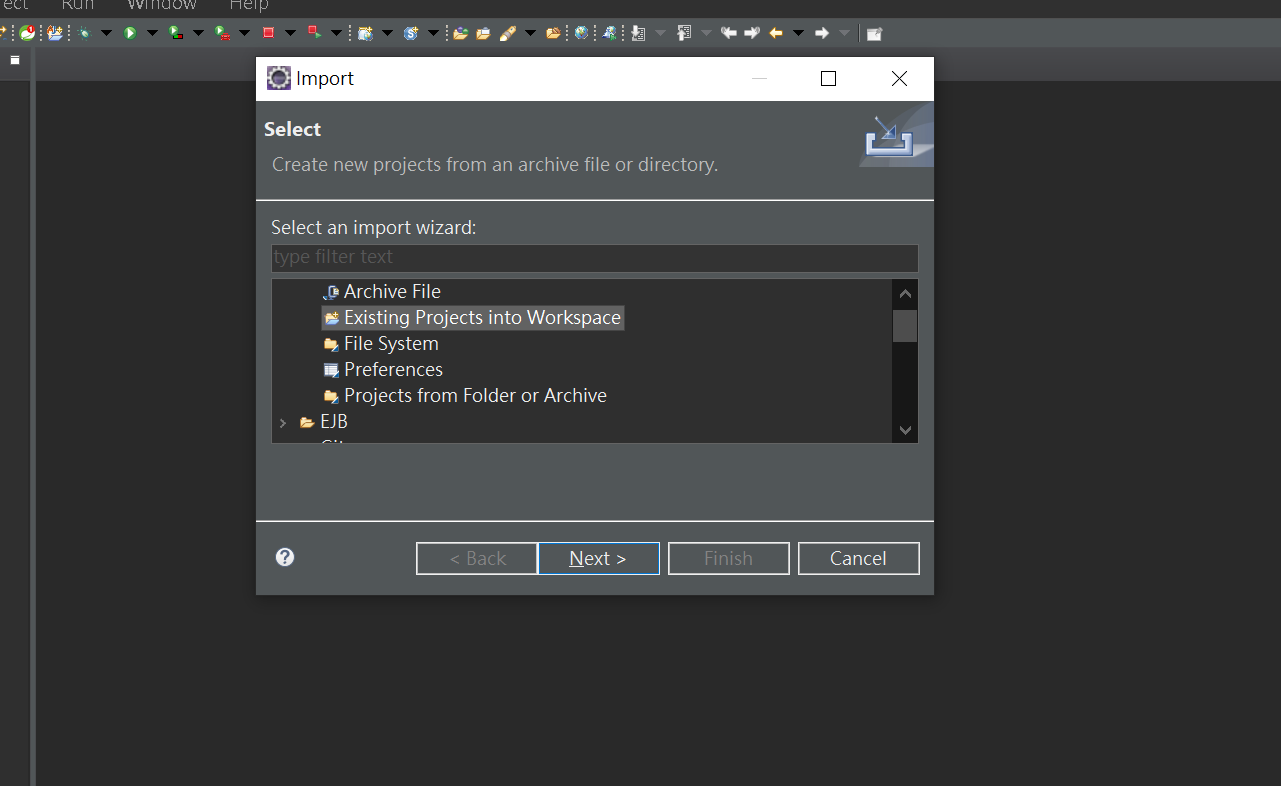 ect Run Window Help
Import
Select
Create new projects from an archive file or directory.
Select an import wizard:
type filter text
Archive File
Existing Projects into Workspace
File System
Preferences
Projects from Folder or Archive
EJB
Git
< Back Next > Finish Cancel